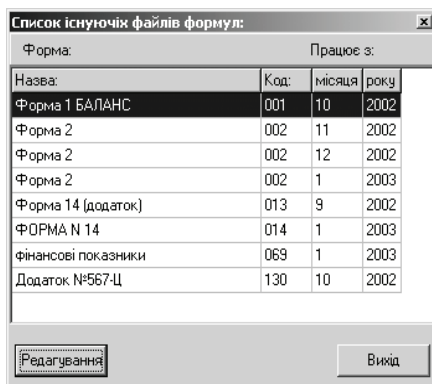 Список існуючіх файлів формул:
Форма: Працює з:
Назва: Код: місяця року
Форма 1 БАЛАНС 001 10 2002
Форма 2 002 11 2002
Форма 2 002 12 2002
Форма 2 002 1 2003
Форма 14 (додаток) 013 9 2002
ФОРМА N 14 014 1 2003
фінансові показники 069 1 2003
Додаток №567-Ц 130 10 2002
Редагування Вихід